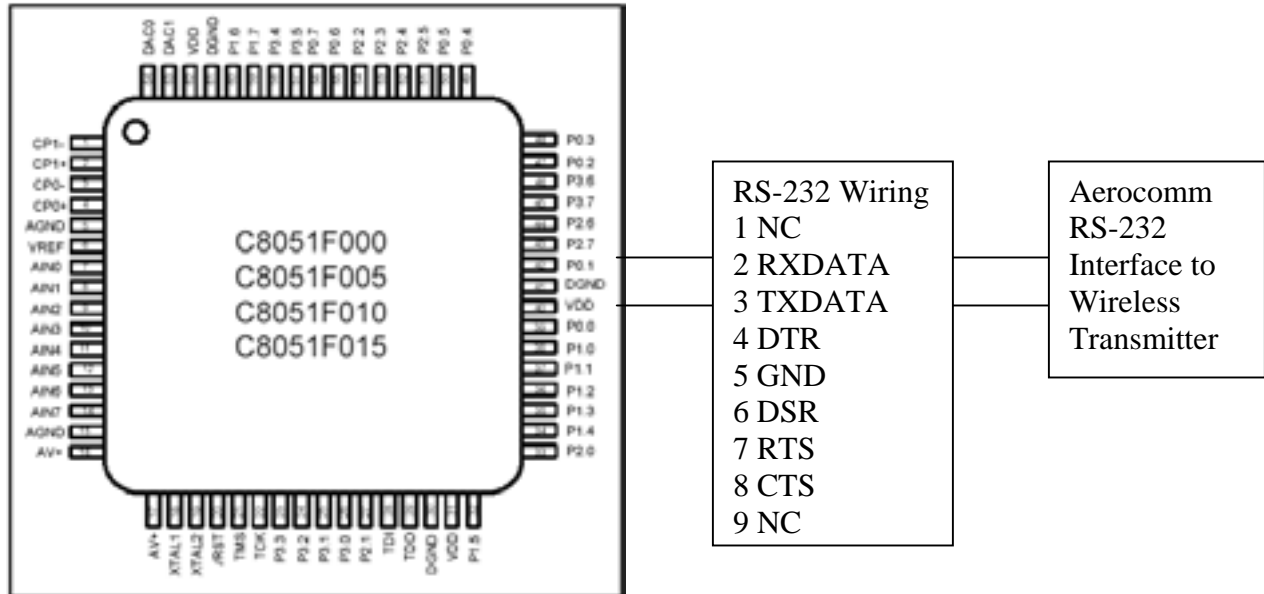 DAC0
DAC1
VDD
DGND
P1.6
P1.7
P3.4
P3.5
P0.7
P0.6
P2.2
P2.3
P2.4
P2.5
P0.5
P0.4
CP1-
CP1+
CP0-
CP0+
AGND
VREF
AIN0
AIN1
AIN2
AIN3
AIN4
AIN5
AIN6
AIN7
AGND
AV+
C8051F000
C8051F005
C8051F010
C8051F015
P0.3
P0.2
P3.6
P3.7
P2.6
P2.7
P0.1
DGND
VDD
P0.0
P1.0
P1.1
P1.2
P1.3
P1.4
P2.0
AV+
XTAL1
XTAL2
/RST
TMS
TCK
P3.3
P3.2
P3.1
P3.0
P2.1
TDI
TDO
DGND
VDD
P1.5
RS-232 Wiring
1 NC
2 RXDATA
3 TXDATA
4 DTR
5 GND
6 DSR
7 RTS
8 CTS
9 NC
Aerocomm
RS-232
Interface to
Wireless
Transmitter